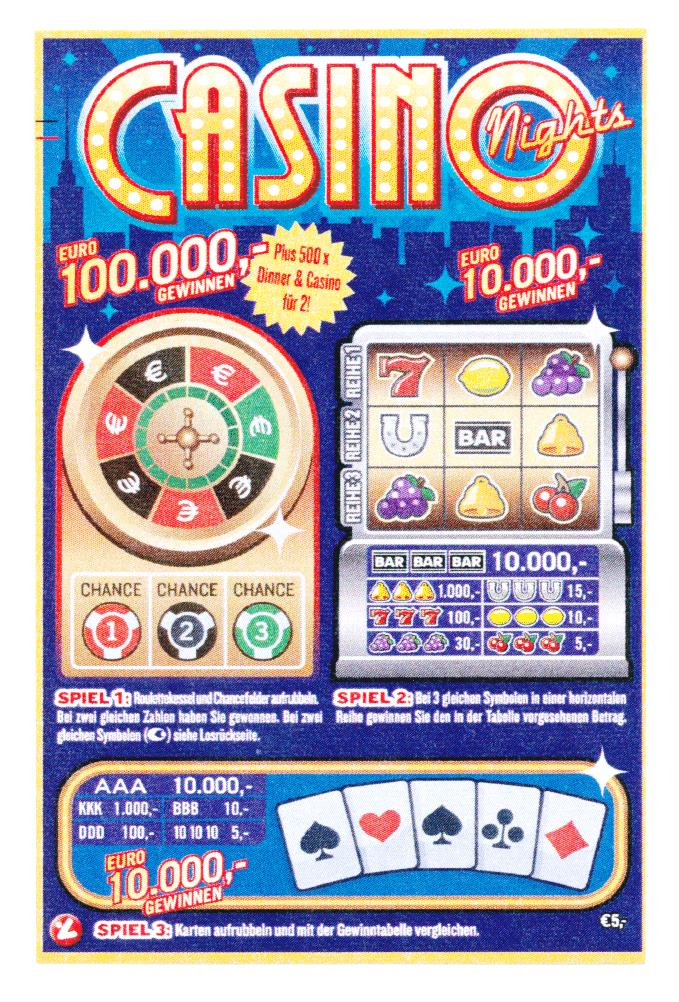 CASINO
Nights
EURO
100.000,-
GEWINNEN
Plus 500 x
Dinner & Casino
für 2!
EURO
10.000,-
GEWINNEN
€ € € € € € €
REIHE 1
7
REIHE 2
BAR
REIHE 3
BAR BAR BAR 10.000,-
1.000,- 15,-
7 7 7 100,- 10,-
30,- 5,-
CHANCE CHANCE CHANCE
1 2 3
SPIEL 1: Roulettekessel und Chancefelder aufrubbeln.
Bei zwei gleichen Zahlen haben Sie gewonnen. Bei zwei
gleichen Symbolen () siehe Losrückseite.
SPIEL 2: Bei 3 gleichen Symbolen in einer horizontalen
Reihe gewinnen Sie den in der Tabelle vorgesehenen Betrag.
AAA 10.000,-
KKK 1.000,- BBB 10,-
DDD 100,- 10 10 10 5,-
EURO
10.000,-
GEWINNEN
€5,-
SPIEL 3: Karten aufrubbeln und mit der Gewinntabelle vergleichen.